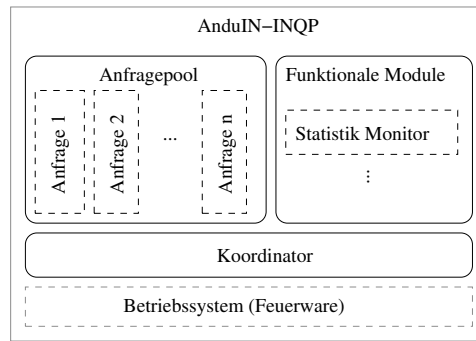 AnduIN−INQP
Anfragepool
Funktionale Module
Anfrage 1
Anfrage 2
...
Anfrage n
Statistik Monitor
...
Koordinator
Betriebssystem (Feuerware)